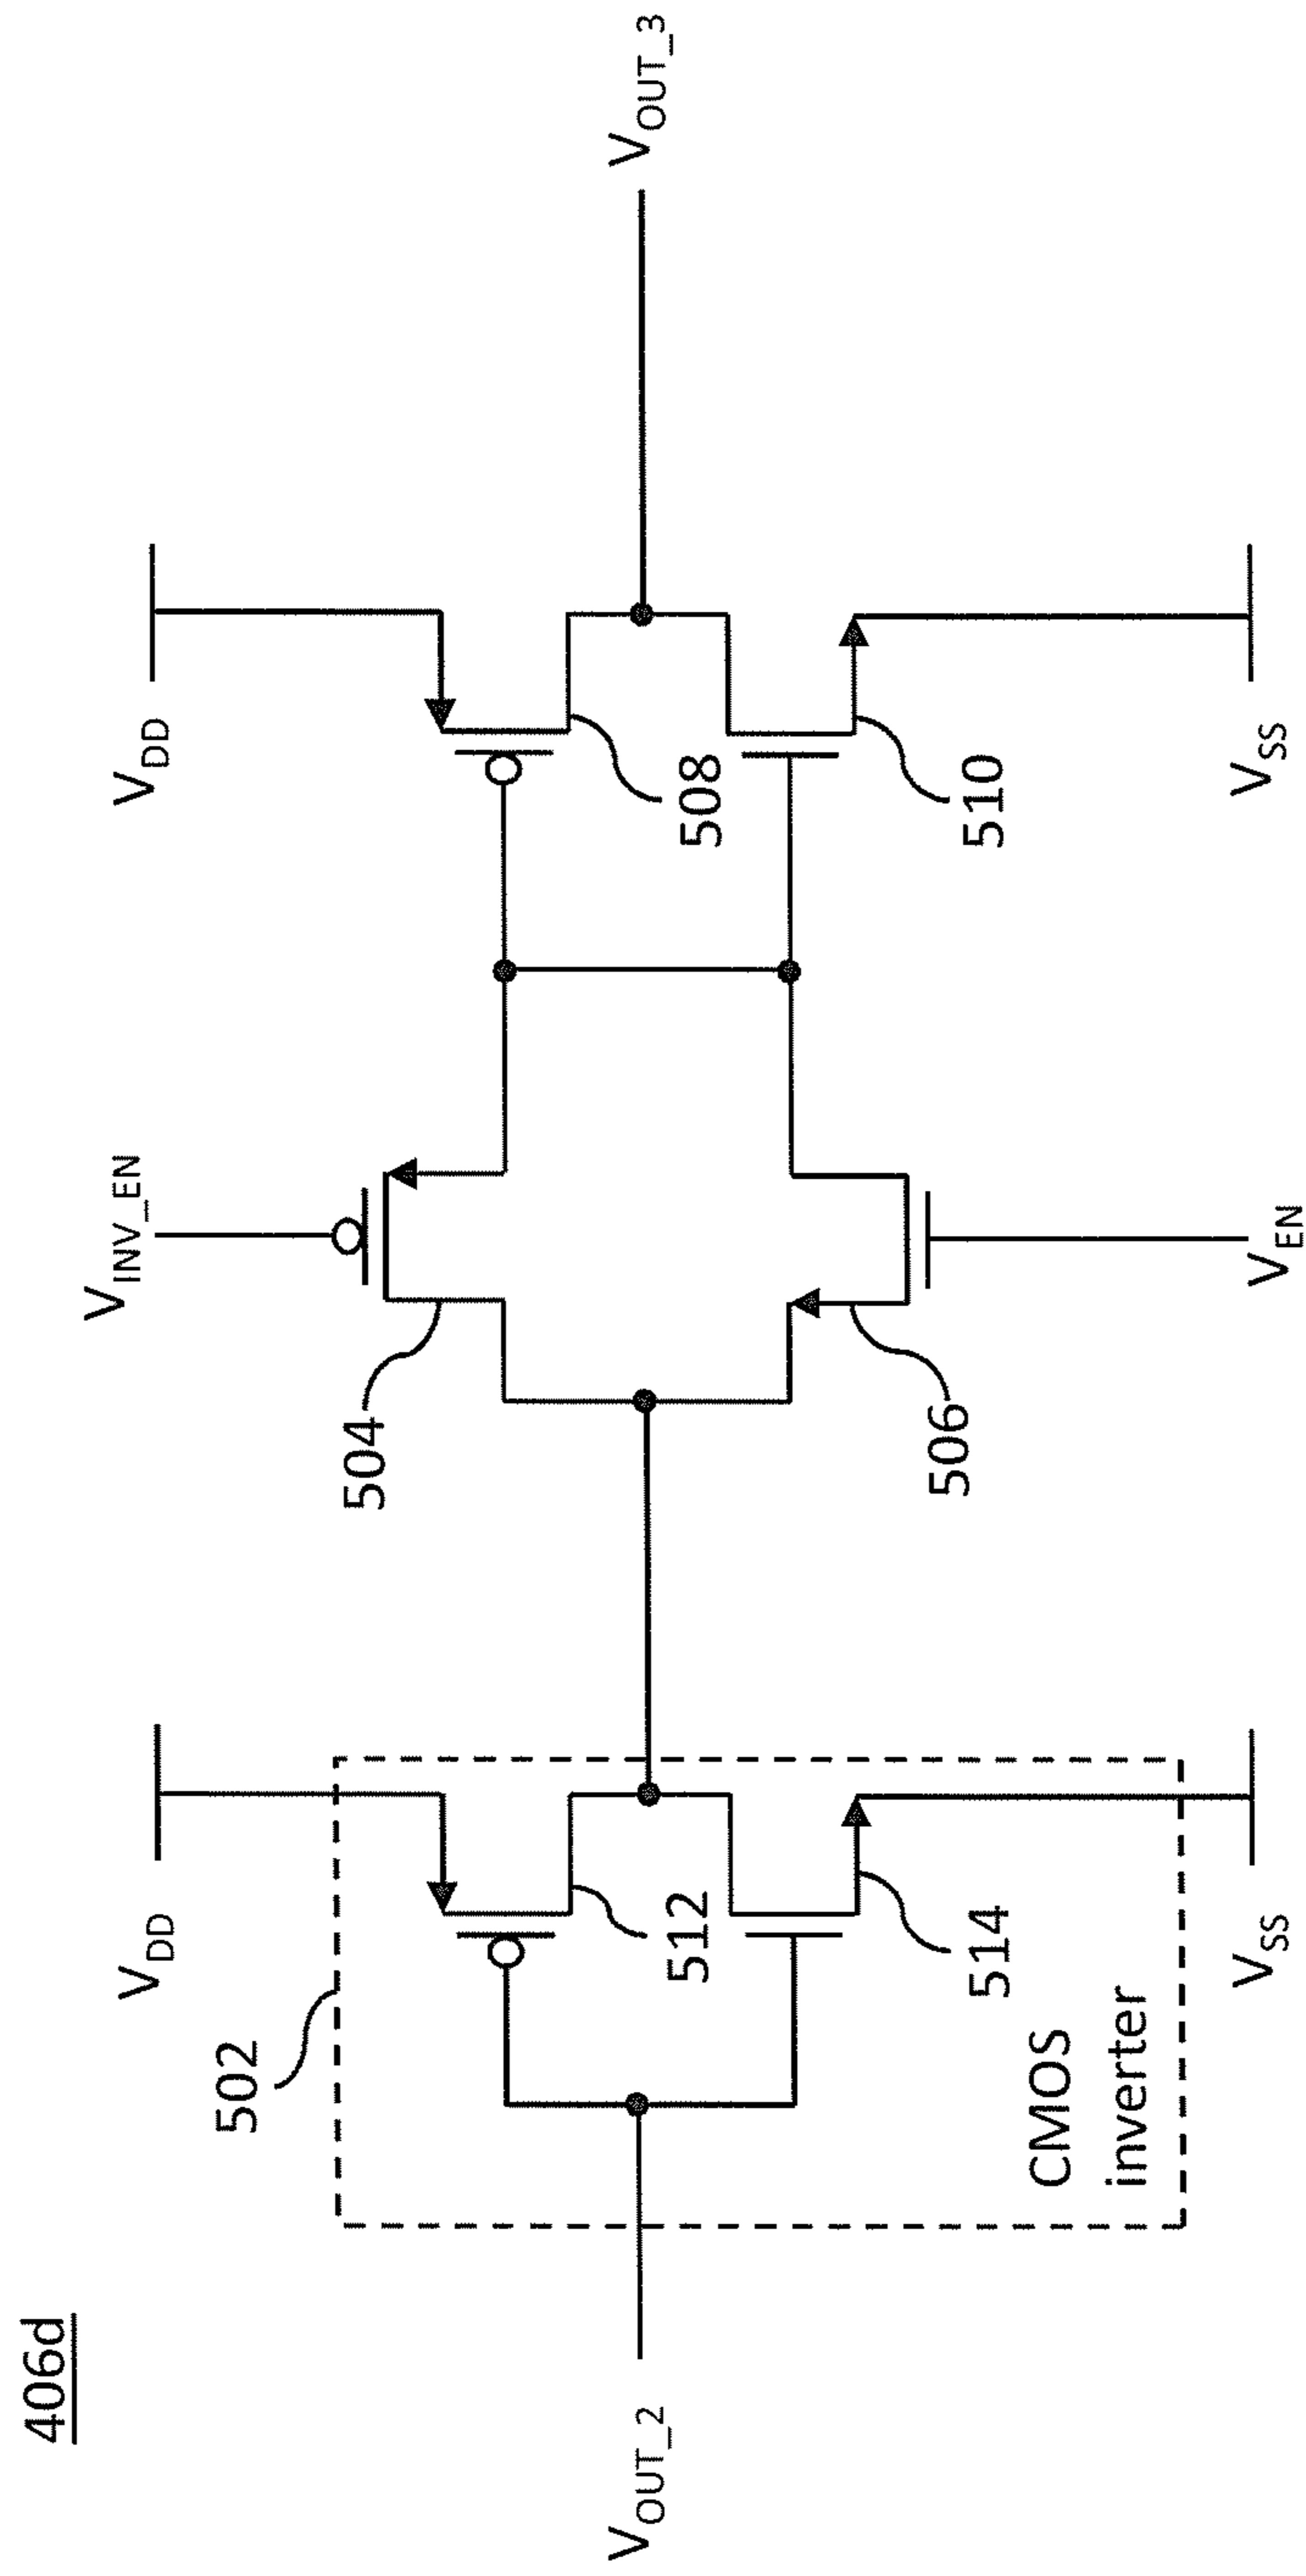 406d
V_DD
V_INV_EN
V_DD
502
504
512
508
V_OUT_2
V_OUT_3
514
506
510
CMOS
inverter
V_SS
V_EN
V_SS